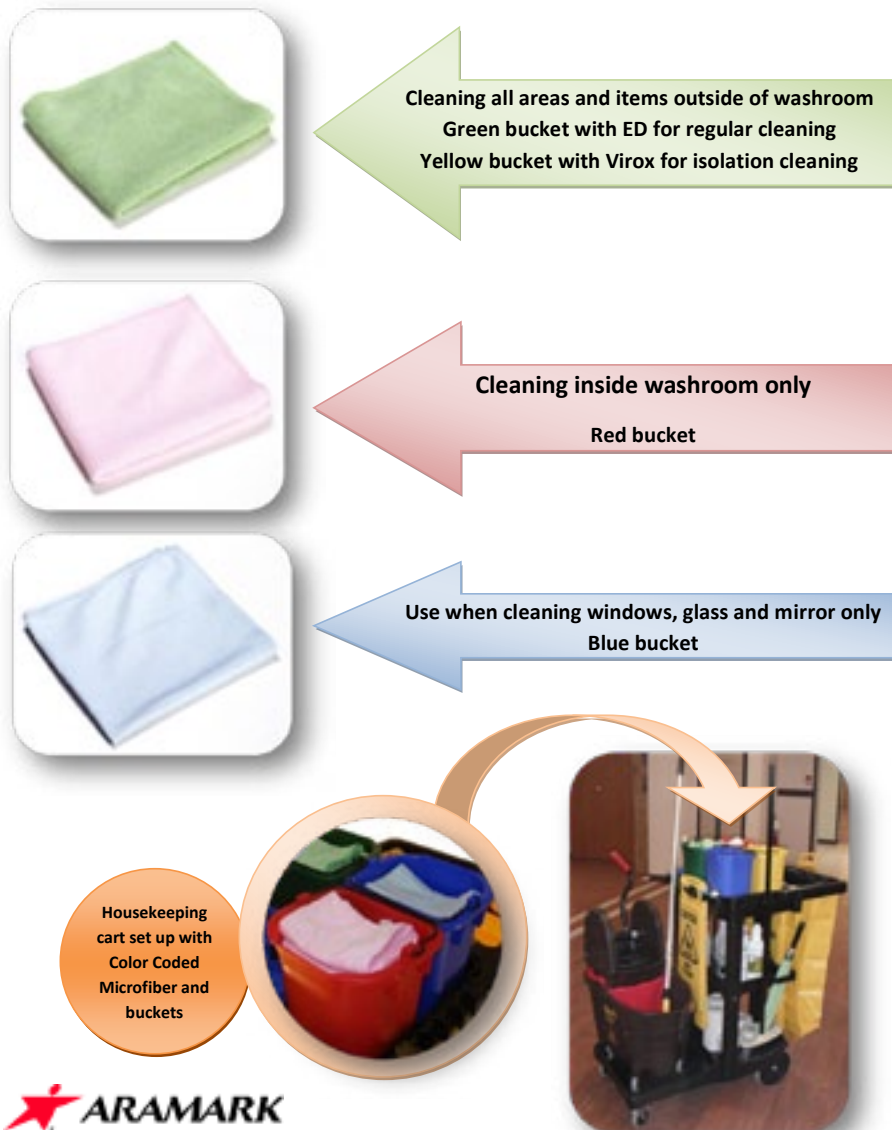 Cleaning all areas and items outside of washroom
Green bucket with ED for regular cleaning
Yellow bucket with Virox for isolation cleaning
Cleaning inside washroom only
Red bucket
Use when cleaning windows, glass and mirror only
Blue bucket
Housekeeping
cart set up with
Color Coded
Microfiber and
buckets
ARAMARK